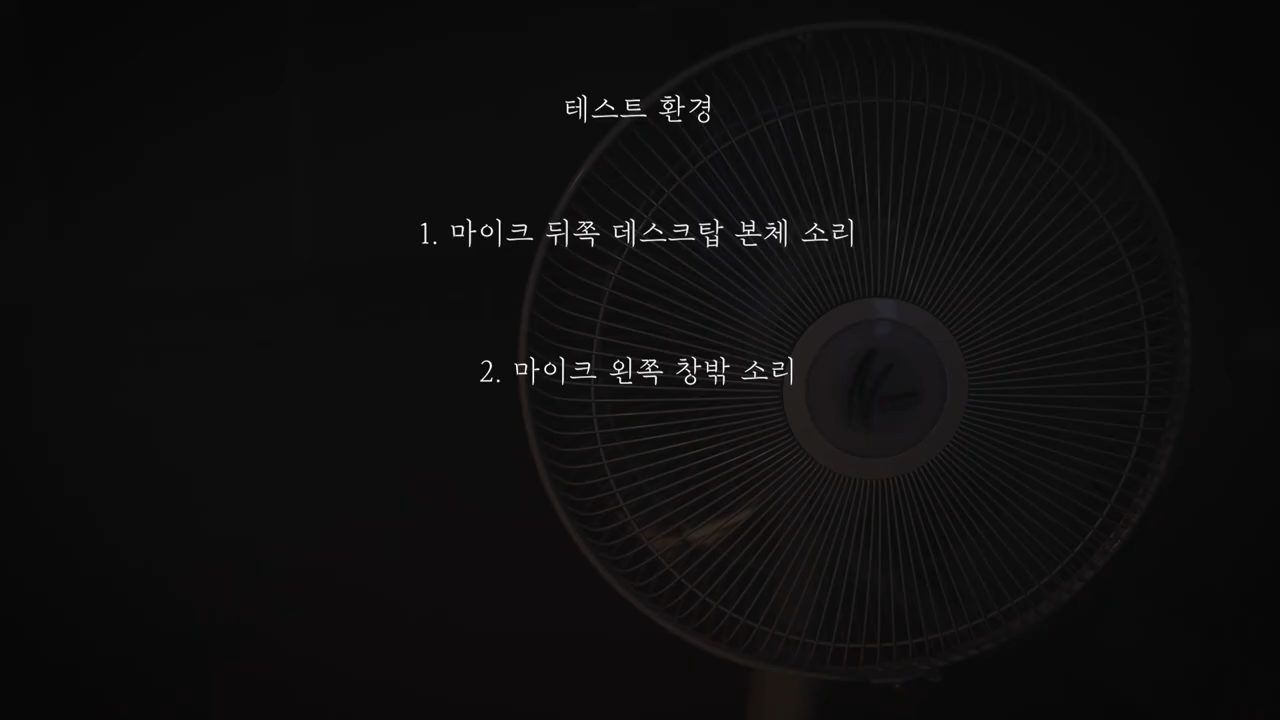 테스트 환경
1. 마이크 뒤쪽 데스크탑 본체 소리
2. 마이크 왼쪽 창밖 소리